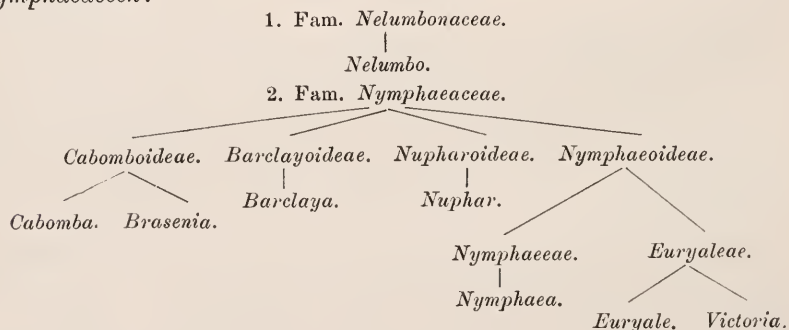 1. Fam. Nelumbonaceae.
Nelumbo.
2. Fam. Nymphaeaceae.
Cabomboideae. Barclayoideae. Nupharoideae. Nymphaeoideae.
Barclaya. Nuphar.
Cabomba. Brasenia.
Nymphaeeae. Euryaleae.
Nymphaea.
Euryale. Victoria.